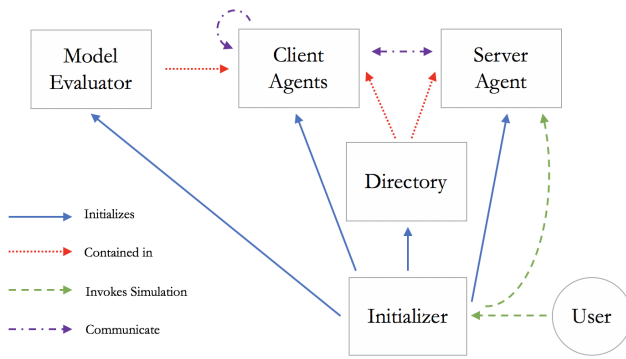 Model
Evaluator
Client
Agents
Server
Agent
Directory
Initializes
Contained in
Invokes Simulation
Communicate
Initializer
User